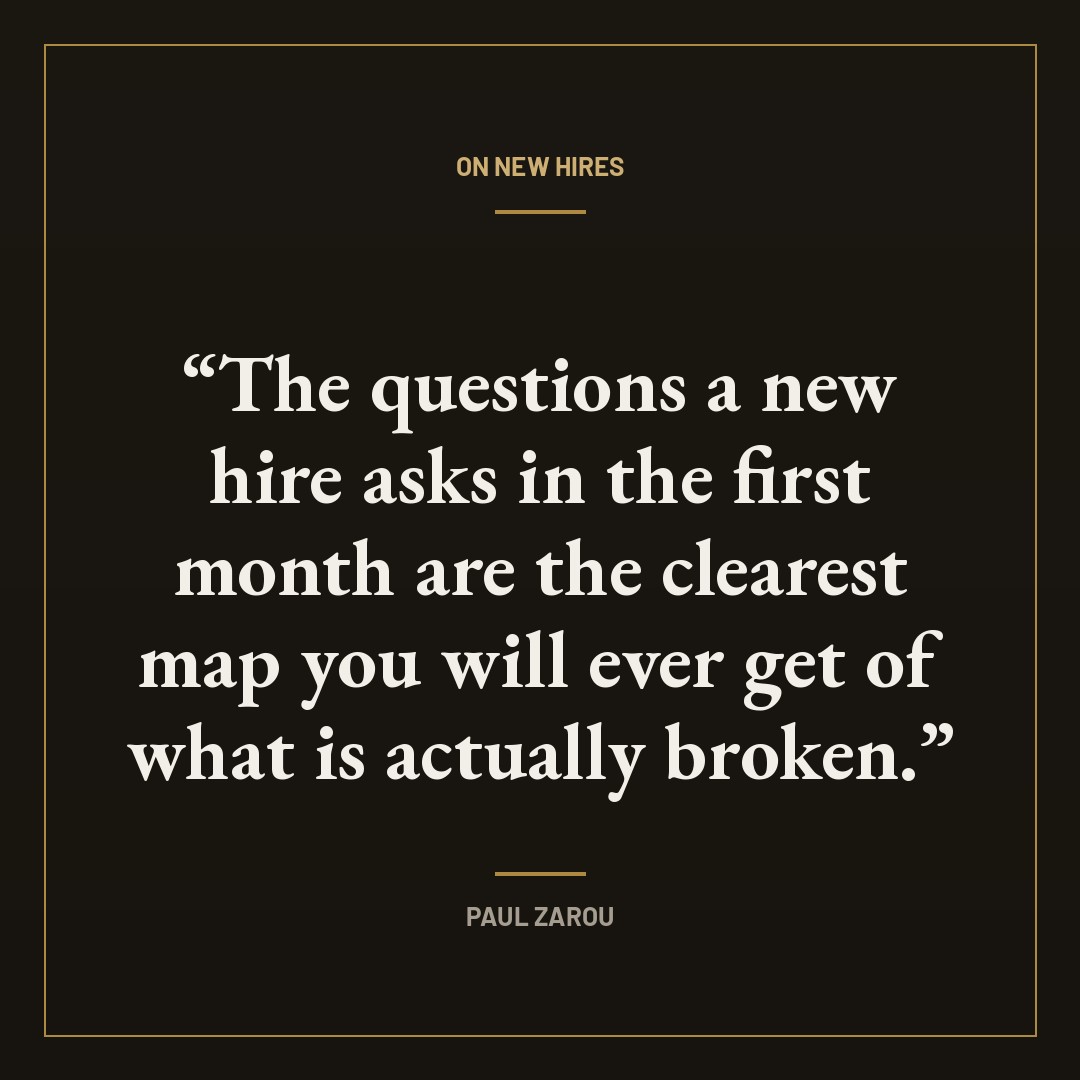 ON NEW HIRES
“The questions a new
hire asks in the first
month are the clearest
map you will ever get of
what is actually broken.”
PAUL ZAROU